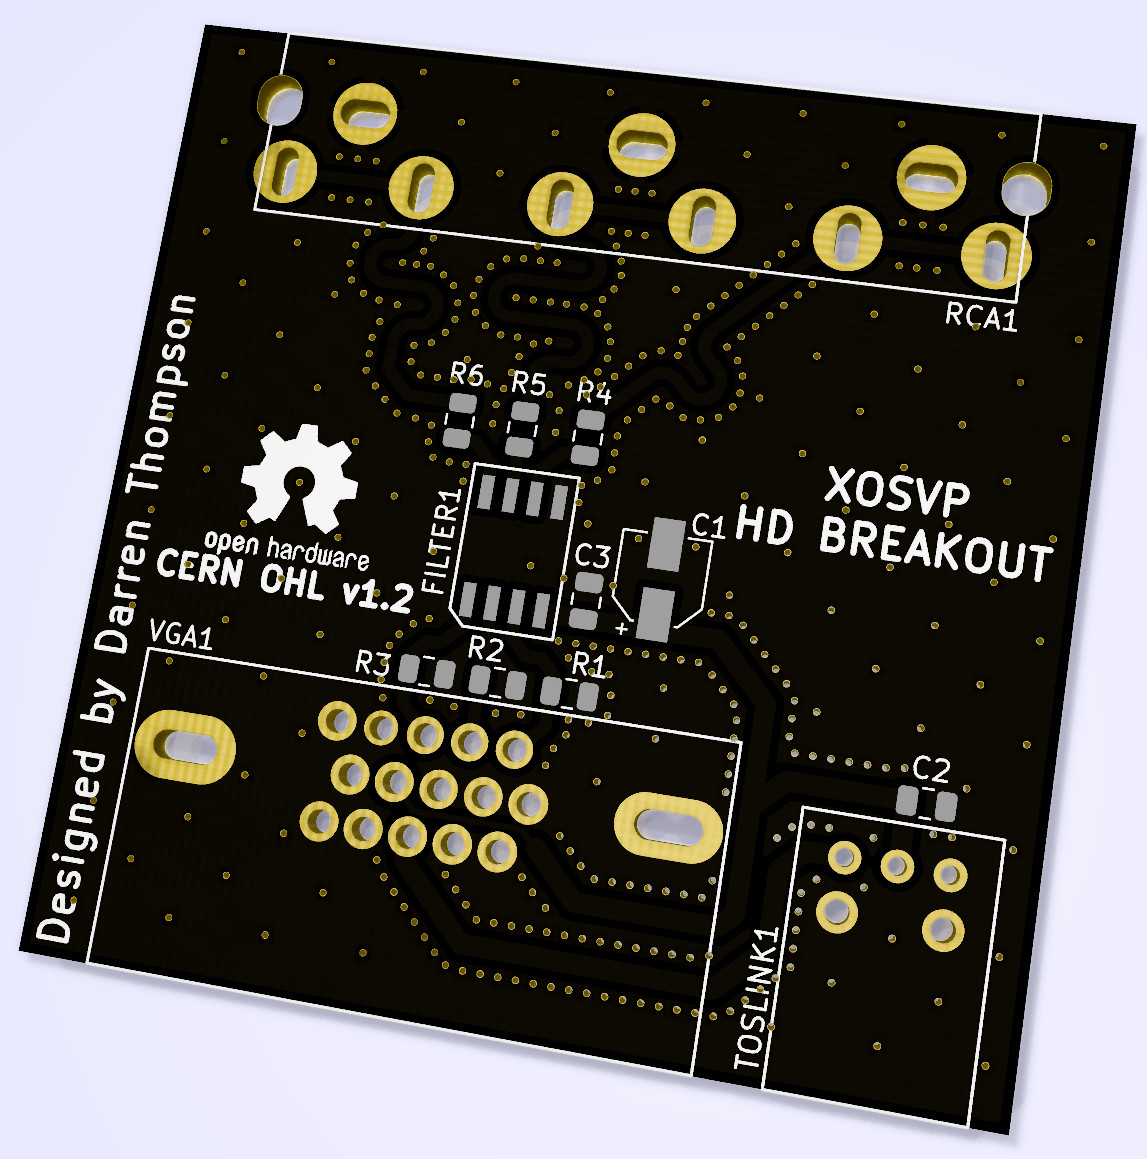 RCA1
R6
R5
R4
Designed by Darren Thompson
open hardware
CERN OHL v1.2
FILTER1
C3
C1
+
XOSVP
HD BREAKOUT
VGA1
R3
R2
R1
C2
TOSLINK1